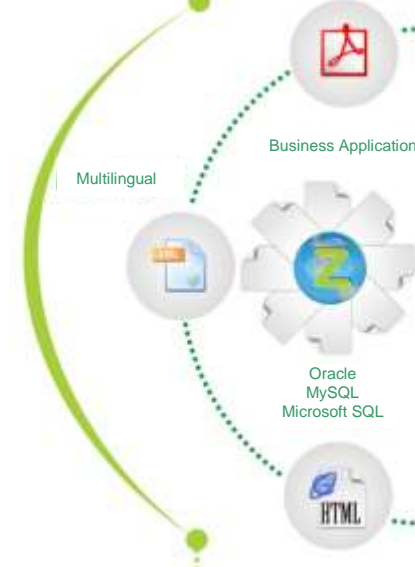 Business Application
Multilingual
Z
Oracle
MySQL
Microsoft SQL
HTML